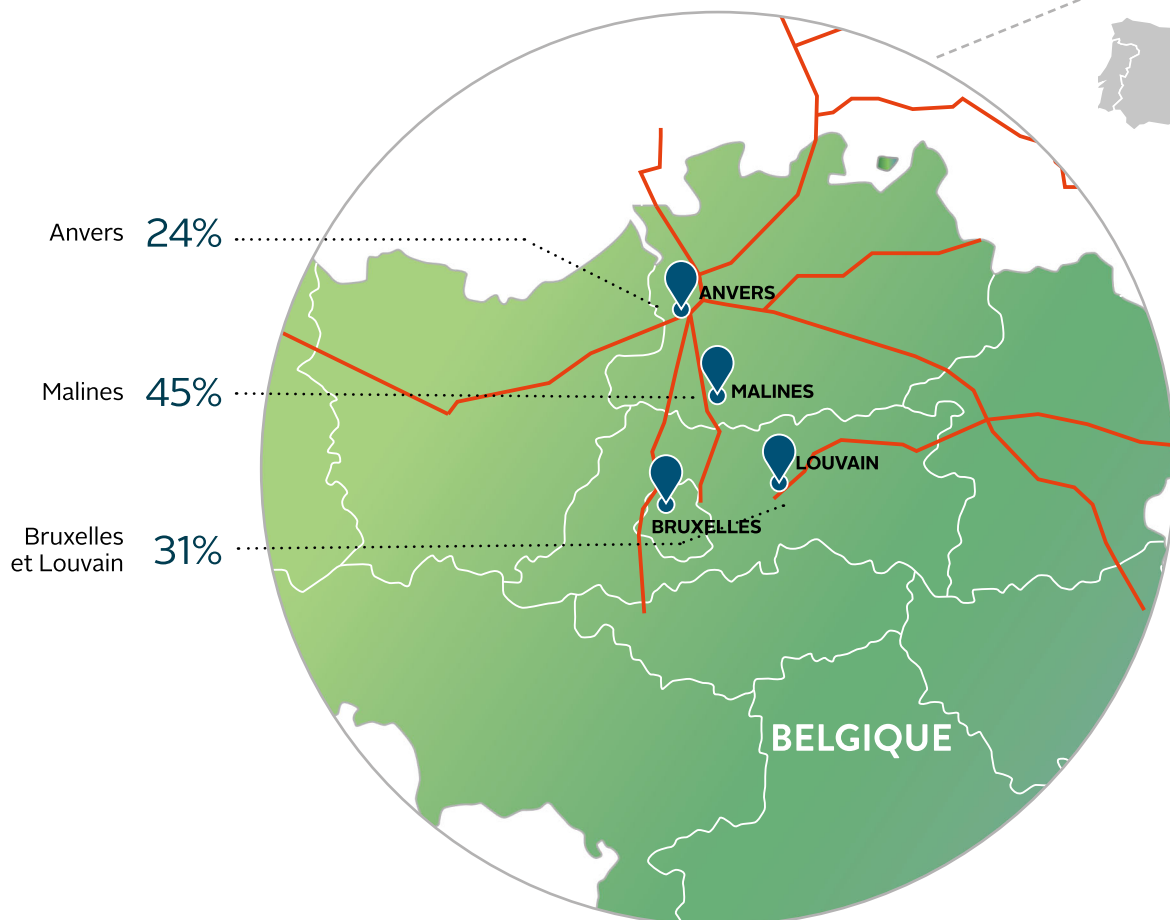 Anvers 24%
ANVERS
Malines 45%
MALINES
LOUVAIN
BRUXELLES
Bruxelles
et Louvain 31%
BELGIQUE